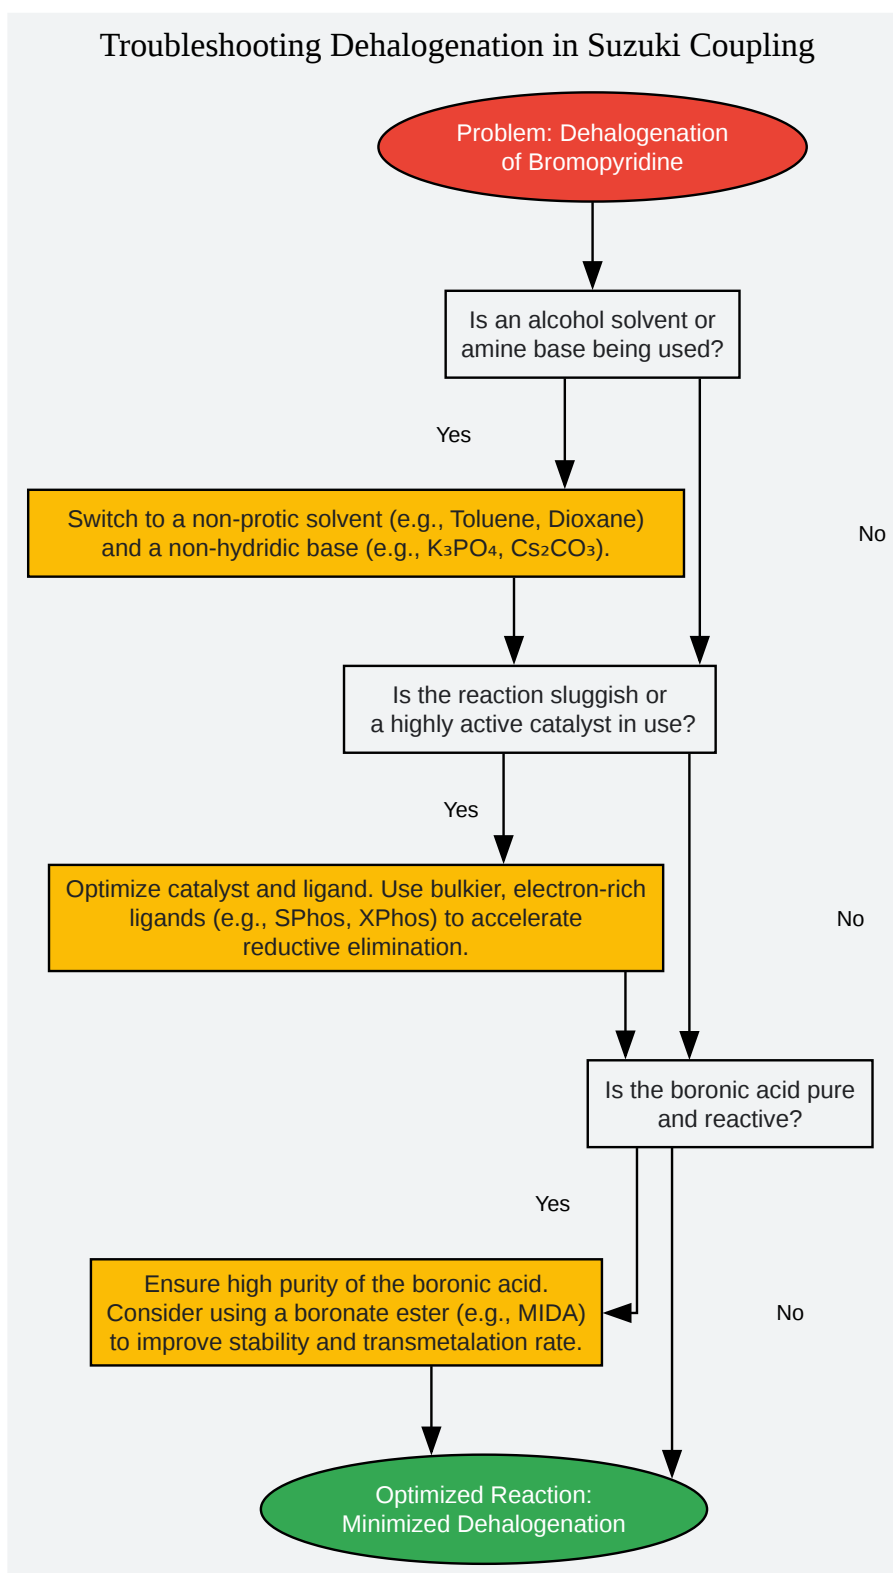 Troubleshooting Dehalogenation in Suzuki Coupling
Problem: Dehalogenation
of Bromopyridine
Is an alcohol solvent or
amine base being used?
Yes
Switch to a non-protic solvent (e.g., Toluene, Dioxane)
and a non-hydridic base (e.g., K₃PO₄, Cs₂CO₃).
No
Is the reaction sluggish or
a highly active catalyst in use?
Yes
Optimize catalyst and ligand. Use bulkier, electron-rich
ligands (e.g., SPhos, XPhos) to accelerate
reductive elimination.
No
Is the boronic acid pure
and reactive?
Yes
Ensure high purity of the boronic acid.
Consider using a boronate ester (e.g., MIDA)
to improve stability and transmetalation rate.
No
Optimized Reaction:
Minimized Dehalogenation